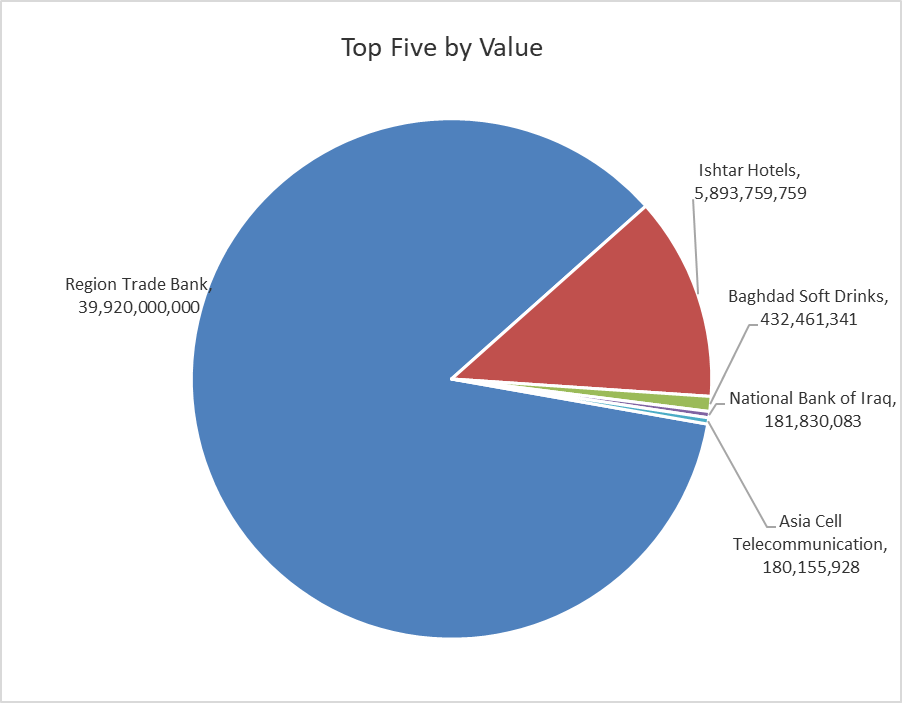 Top Five by Value
Ishtar Hotels,
5,893,759,759
Region Trade Bank,
39,920,000,000
Baghdad Soft Drinks,
432,461,341
National Bank of Iraq,
181,830,083
Asia Cell
Telecommunication,
180,155,928